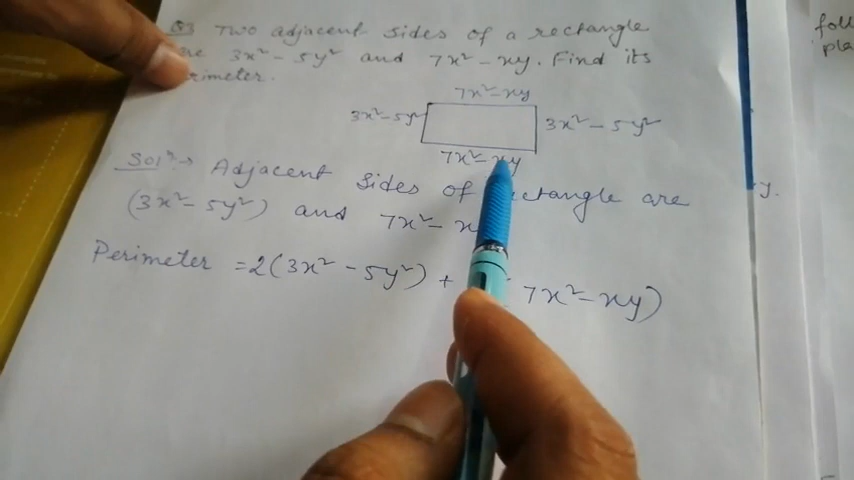 Two adjacent sides of a rectangle
3x² - 5y² and 7x² - xy. Find its
7x² - xy
3x² - 5y² 3x² - 5y²
7x² - xy
Solⁿ:→ Adjacent sides of are
(3x² - 5y²) and 7x² -
Perimeter = 2(3x² - 5y²) + 7x² - xy)
y.